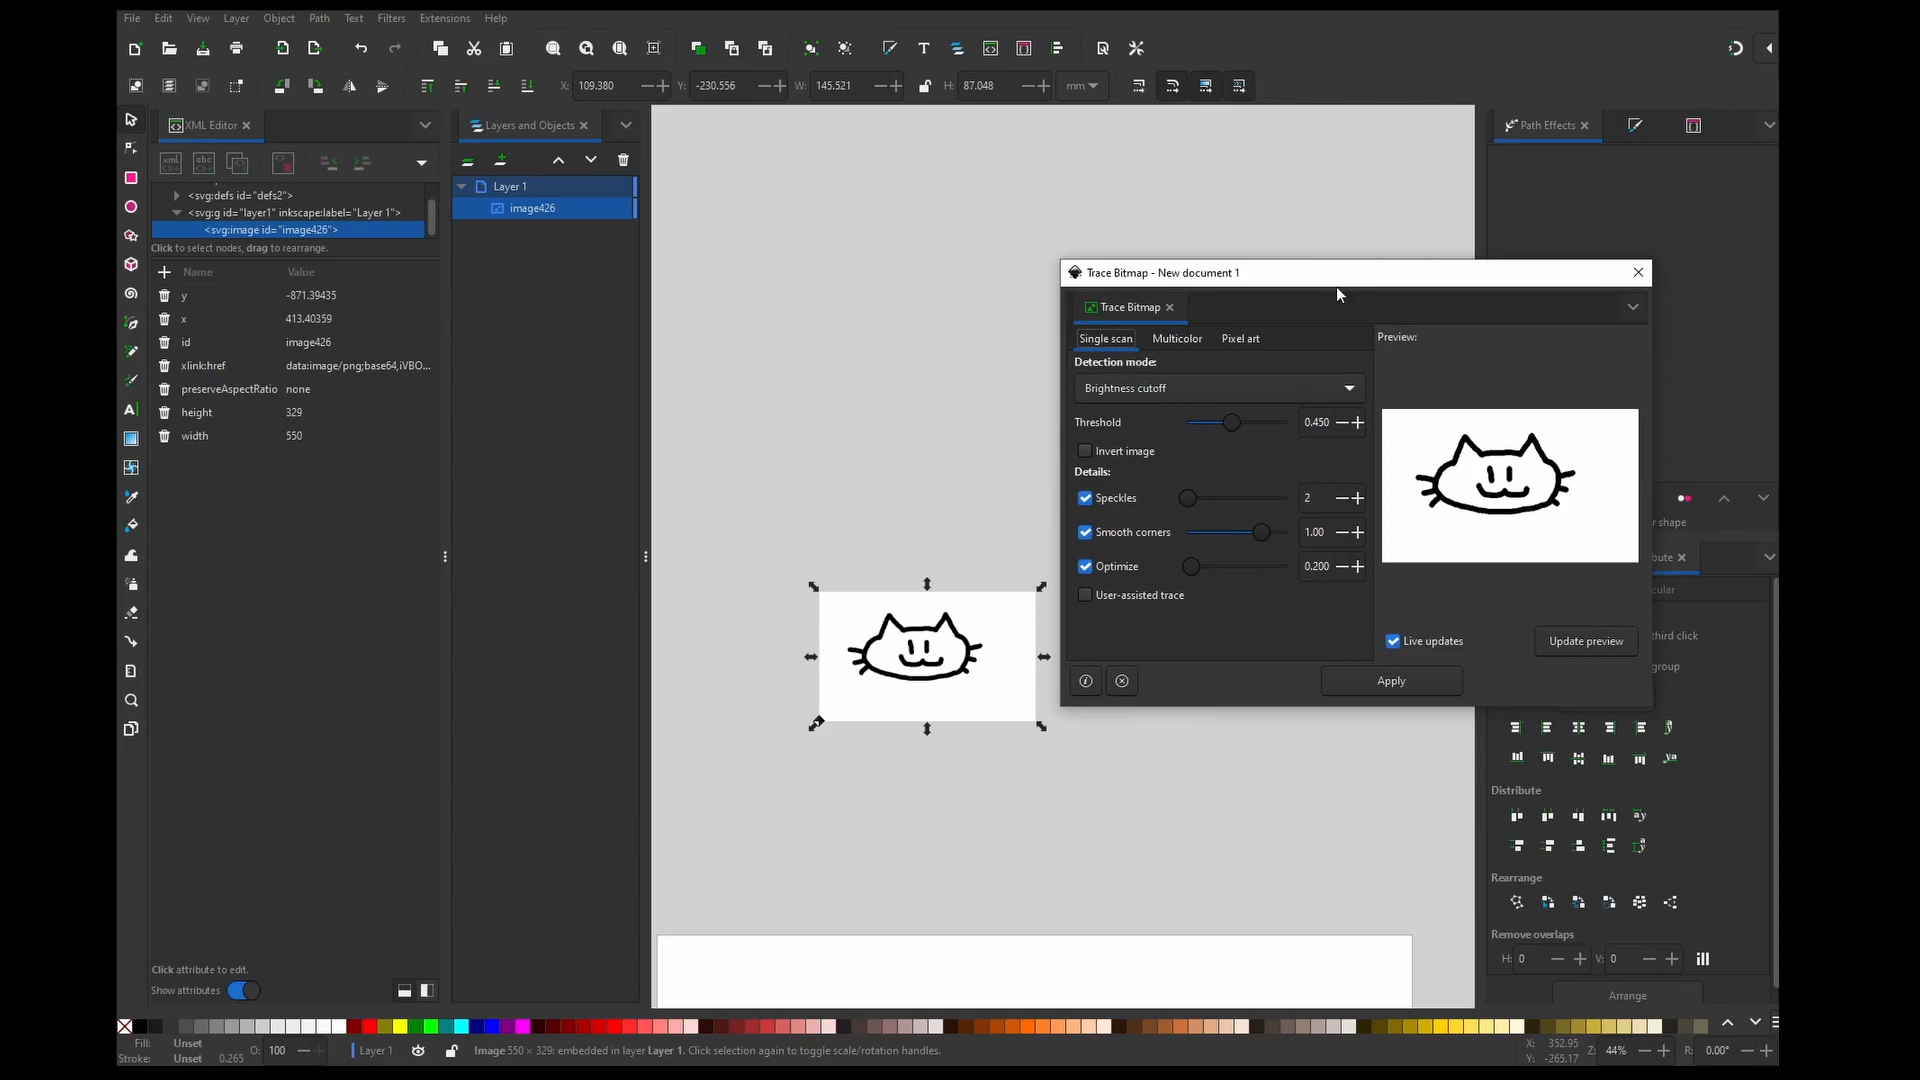 File Edit View Layer Object Path Text Filters Extensions Help
X: 109.380 Y: -230.556 W: 145.521 H: 87.048 mm
XML Editor
Layers and Objects
Path Effects
<svg:defs id="defs2">
<svg:g id="layer1" inkscape:label="Layer 1">
<svg:image id="image426">
Click to select nodes, drag to rearrange.
Name Value
y -871.39435
x 413.40359
id image426
xlink:href data:image/png;base64,iVBO...
preserveAspectRatio none
height 329
width 550
Click attribute to edit.
Show attributes
Layer 1
image426
Trace Bitmap - New document 1
Trace Bitmap
Single scan Multicolor Pixel art
Detection mode:
Brightness cutoff
Threshold 0.450
Invert image
Details:
Speckles 2
Smooth corners 1.00
Optimize 0.200
User-assisted trace
Preview:
Live updates
Update preview
Apply
r shape
bute
cular
third click
group
Distribute
Rearrange
Remove overlaps
H: 0 V: 0
Arrange
Fill: Unset
Stroke: Unset 0.265
O: 100
Layer 1
Image 550 × 329: embedded in layer Layer 1. Click selection again to toggle scale/rotation handles.
X: 352.95
Y: -265.17
Z: 44%
R: 0.00°